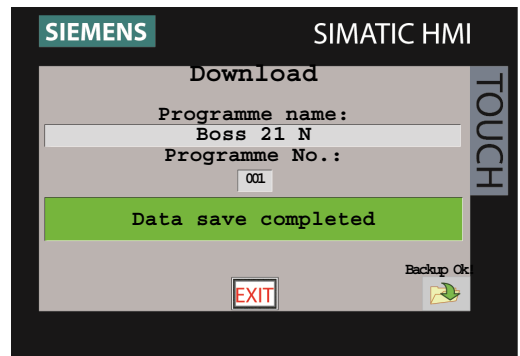 SIEMENS
SIMATIC HMI
TOUCH
Download
Programme name:
Boss 21 N
Programme No.:
001
Data save completed
Backup Ok!
EXIT